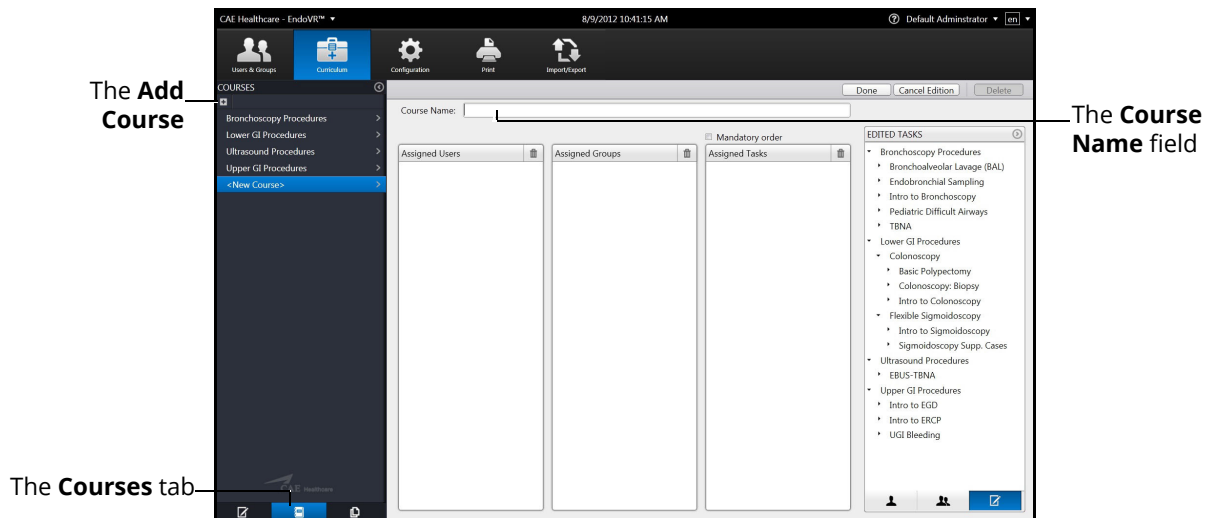 CAE Healthcare - EndoVR™
8/9/2012 10:41:15 AM
Default Adminstrator
en
Users & Groups
Curriculum
Configuration
Print
Import/Export
The Add
Course
COURSES
Bronchoscopy Procedures
Lower GI Procedures
Ultrasound Procedures
Upper GI Procedures
<New Course>
Done
Cancel Edition
Delete
Course Name:
The Course
Name field
Mandatory order
Assigned Users
Assigned Groups
Assigned Tasks
EDITED TASKS
Bronchoscopy Procedures
Bronchoalveolar Lavage (BAL)
Endobronchial Sampling
Intro to Bronchoscopy
Pediatric Difficult Airways
TBNA
Lower GI Procedures
Colonoscopy
Basic Polypectomy
Colonoscopy: Biopsy
Intro to Colonoscopy
Flexible Sigmoidoscopy
Intro to Sigmoidoscopy
Sigmoidoscopy Supp. Cases
Ultrasound Procedures
EBUS-TBNA
Upper GI Procedures
Intro to EGD
Intro to ERCP
UGI Bleeding
CAE Healthcare
The Courses tab